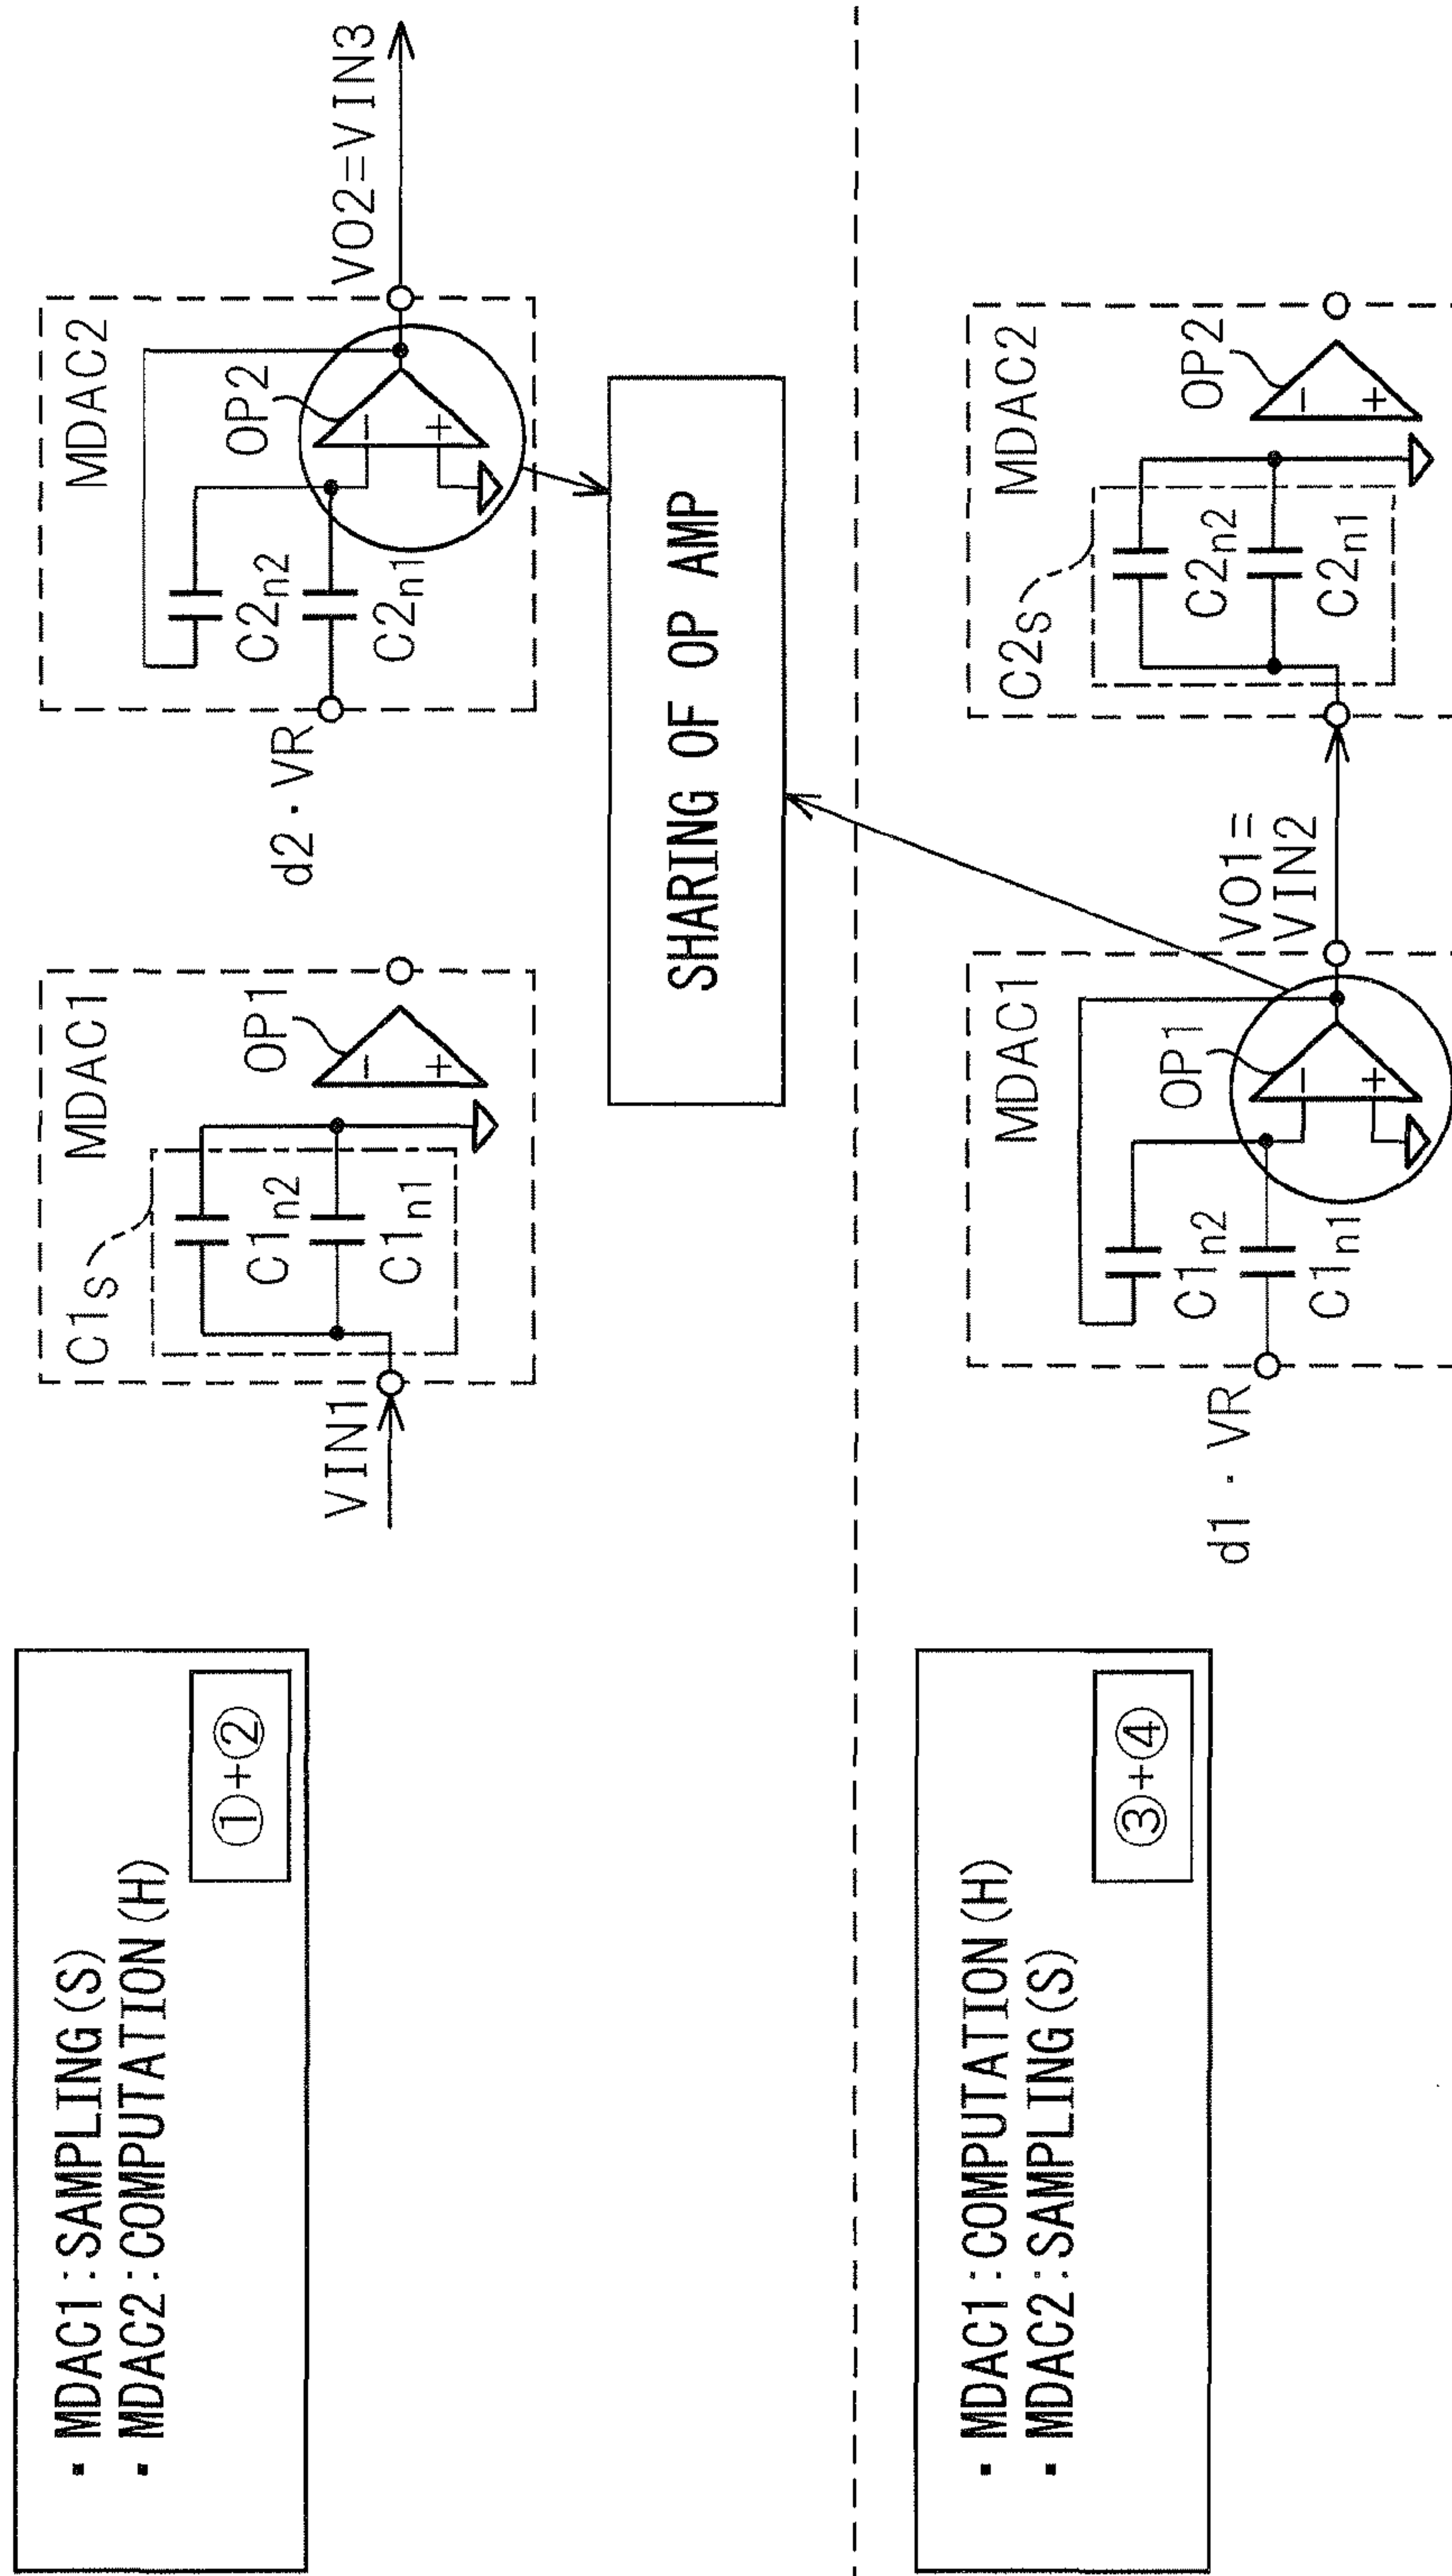 · MDAC1:SAMPLING(S)
· MDAC2:COMPUTATION(H)
①+②
VIN1
C1S
MDAC1
C1n2
C1n1
OP1
−
+
d2·VR
MDAC2
C2n2
C2n1
OP2
−
+
VO2=VIN3
SHARING OF OP AMP
· MDAC1:COMPUTATION(H)
· MDAC2:SAMPLING(S)
③+④
d1·VR
MDAC1
C1n2
C1n1
OP1
−
+
VO1=
VIN2
C2S
MDAC2
C2n2
C2n1
OP2
−
+